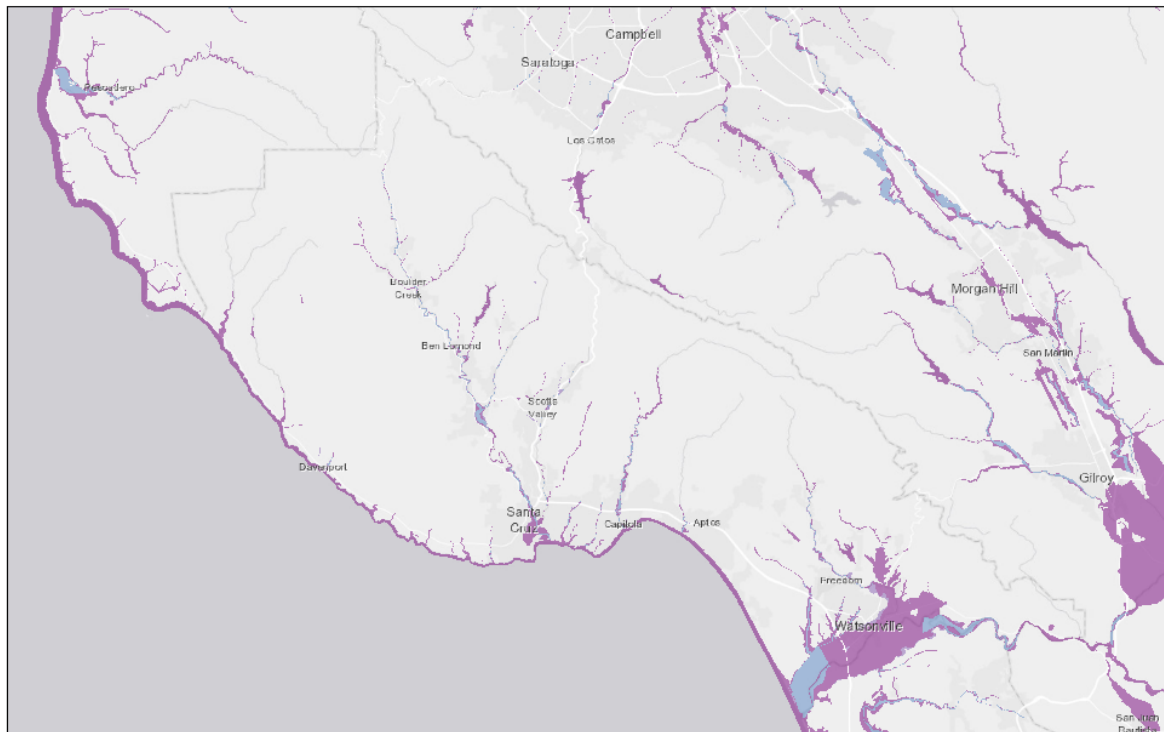 Campbell
Saratoga
Pescadero
Los Gatos
Boulder
Creek
Morgan Hill
Ben Lomond
San Martin
Scotts
Valley
Davenport
Gilroy
Santa
Cruz
Capitola
Aptos
Freedom
Watsonville
San Juan
Bautista